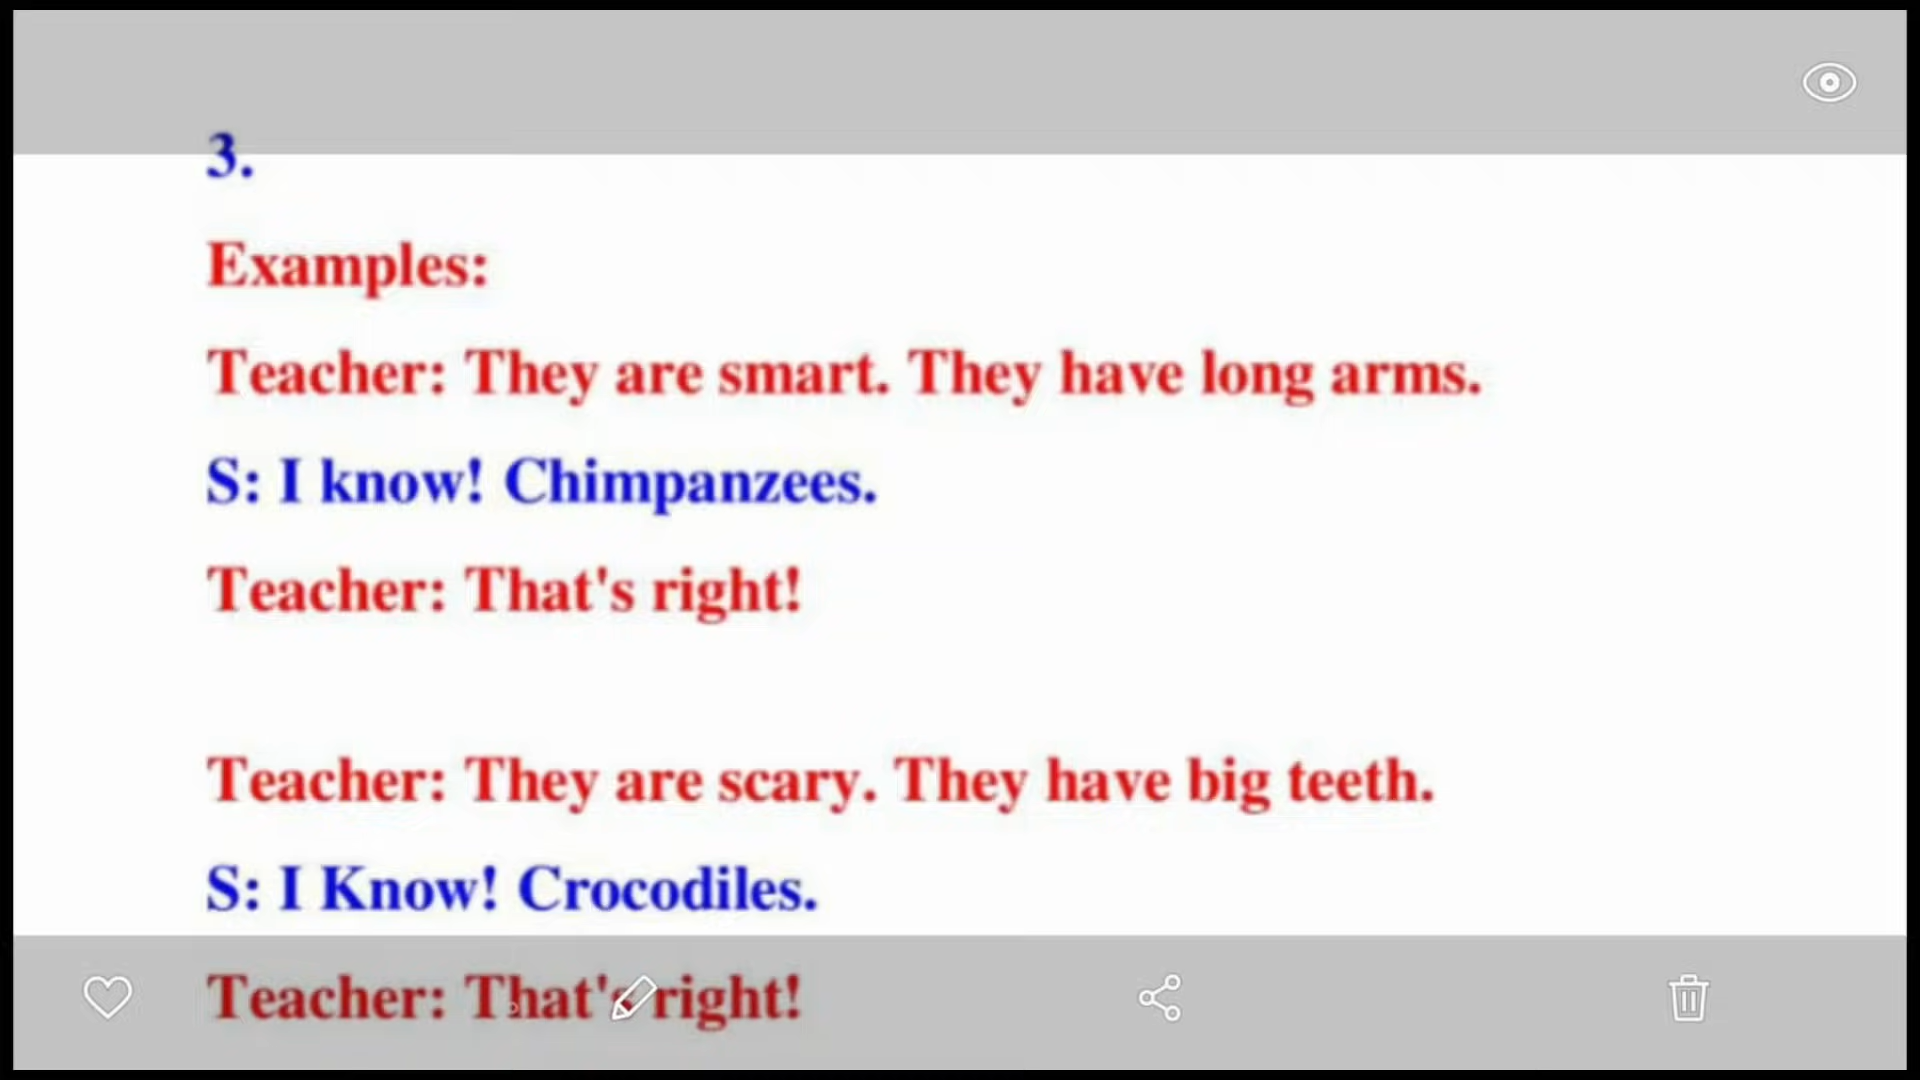 3.
Examples:
Teacher: They are smart. They have long arms.
S: I know! Chimpanzees.
Teacher: That's right!
Teacher: They are scary. They have big teeth.
S: I Know! Crocodiles.
Teacher: That's right!